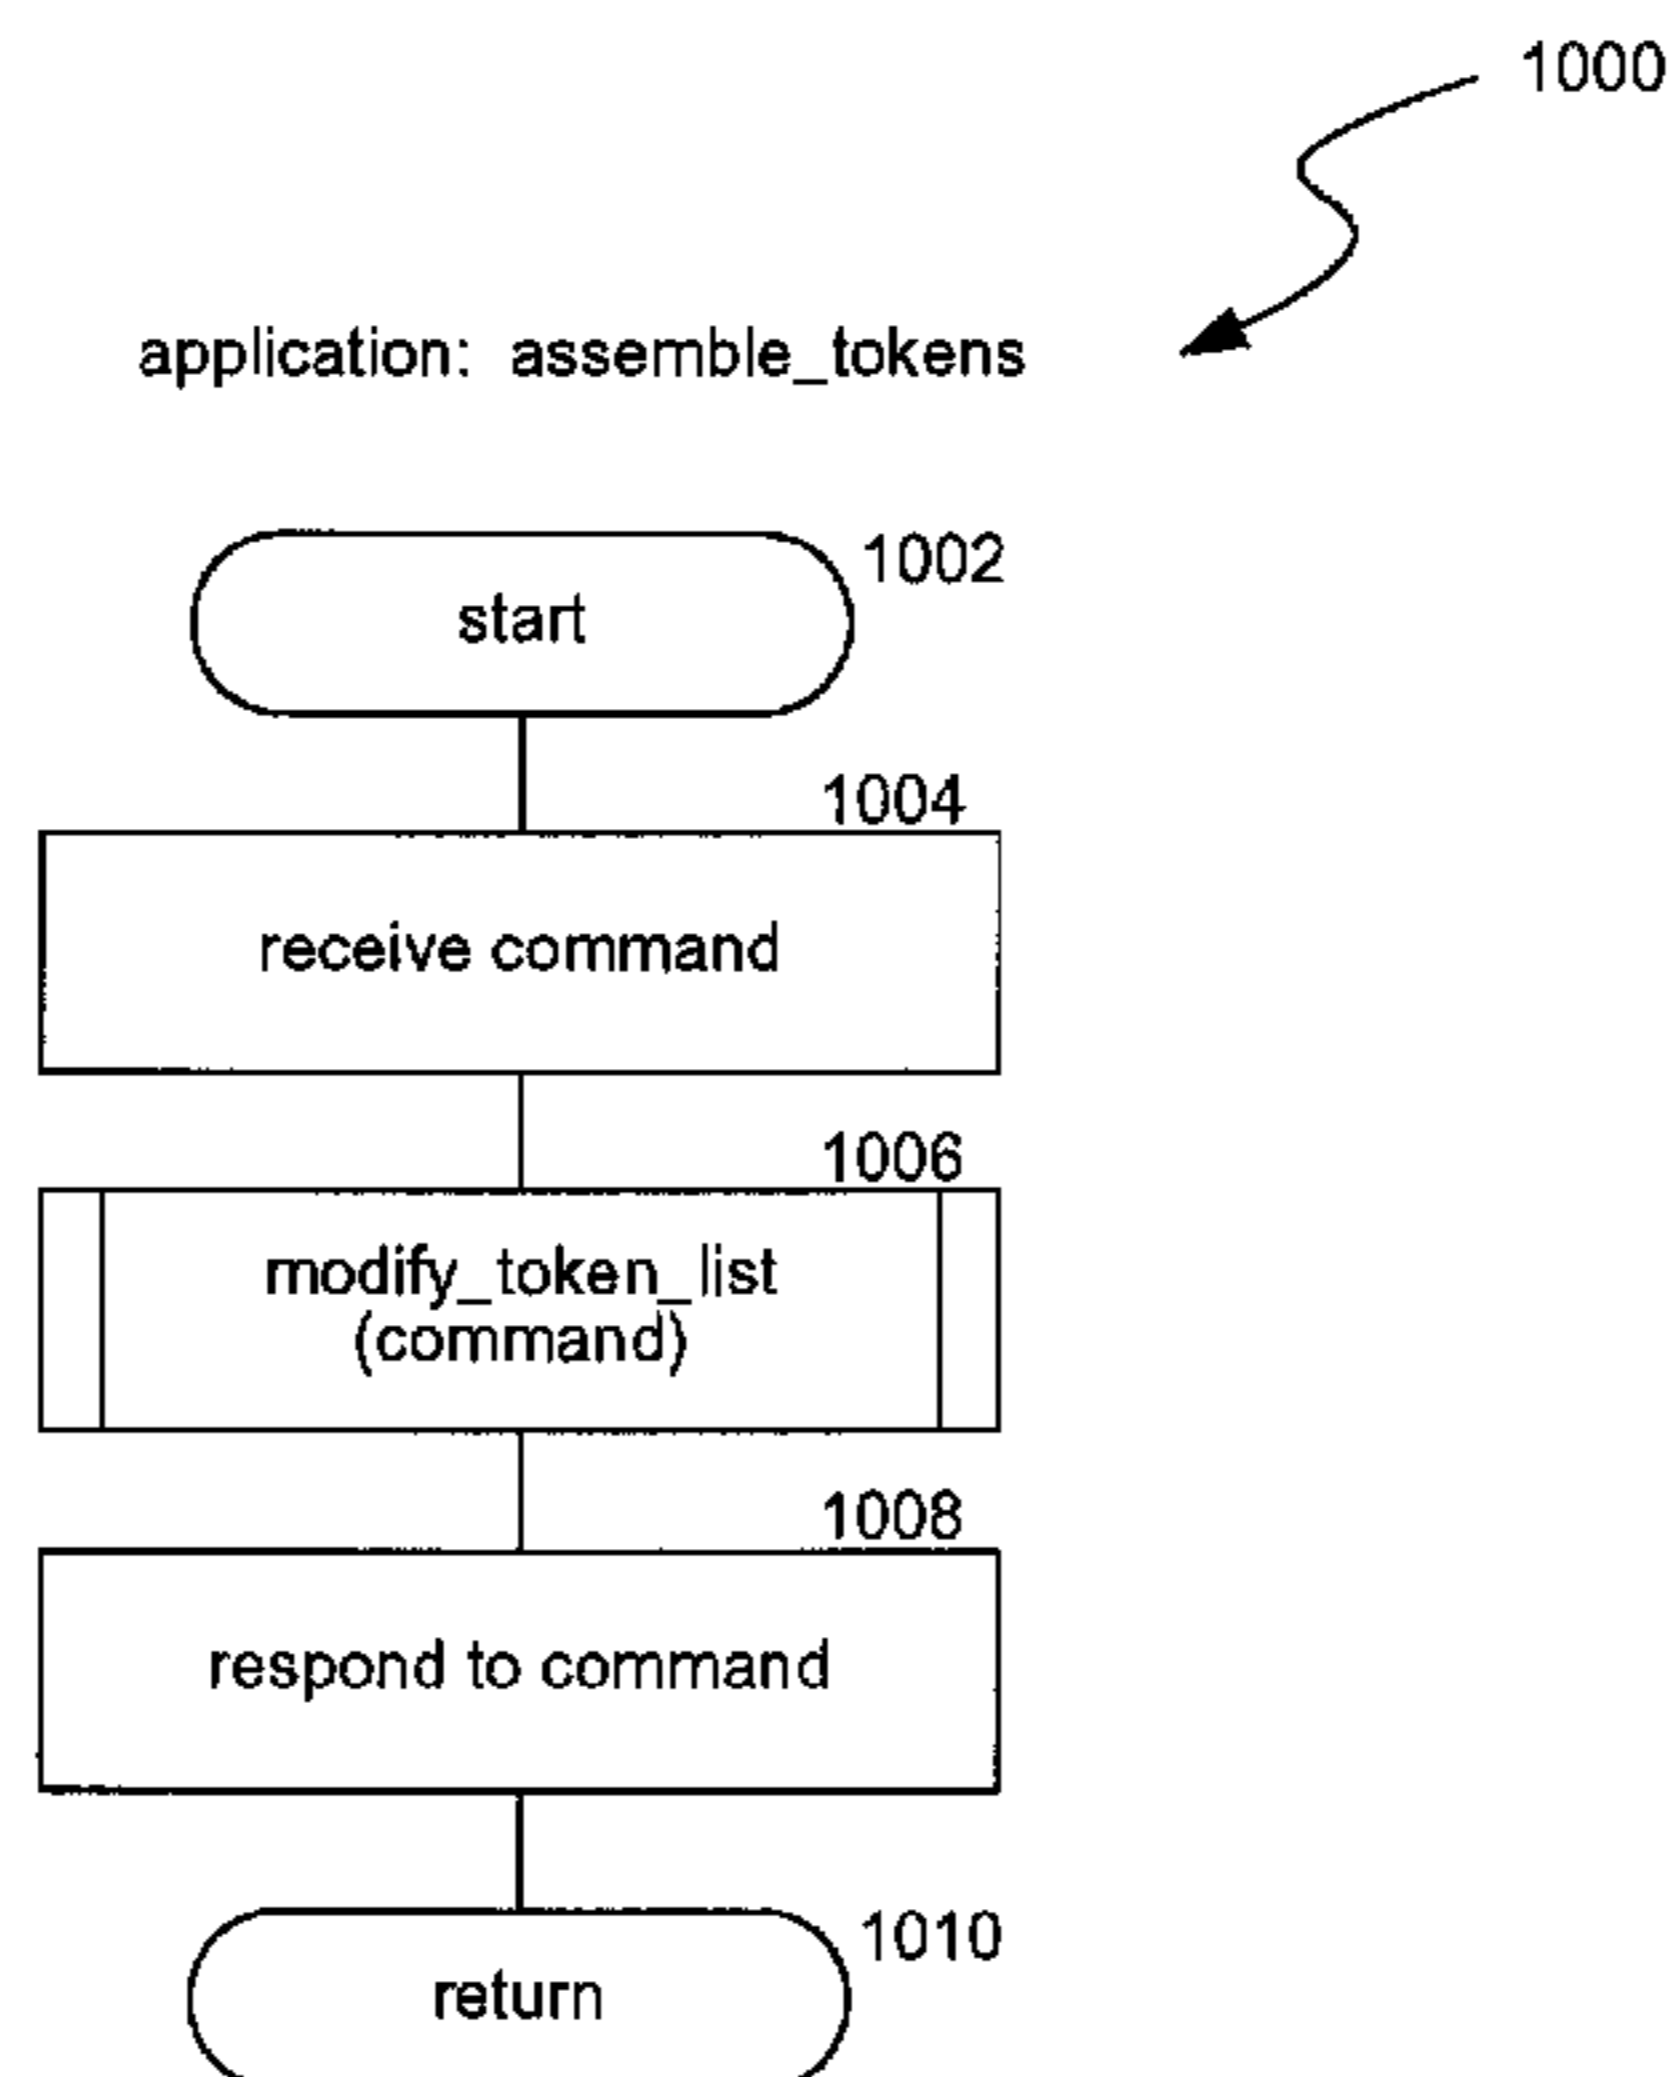 1000
application: assemble_tokens
1002
start
1004
receive command
1006
modify_token_list
(command)
1008
respond to command
1010
return